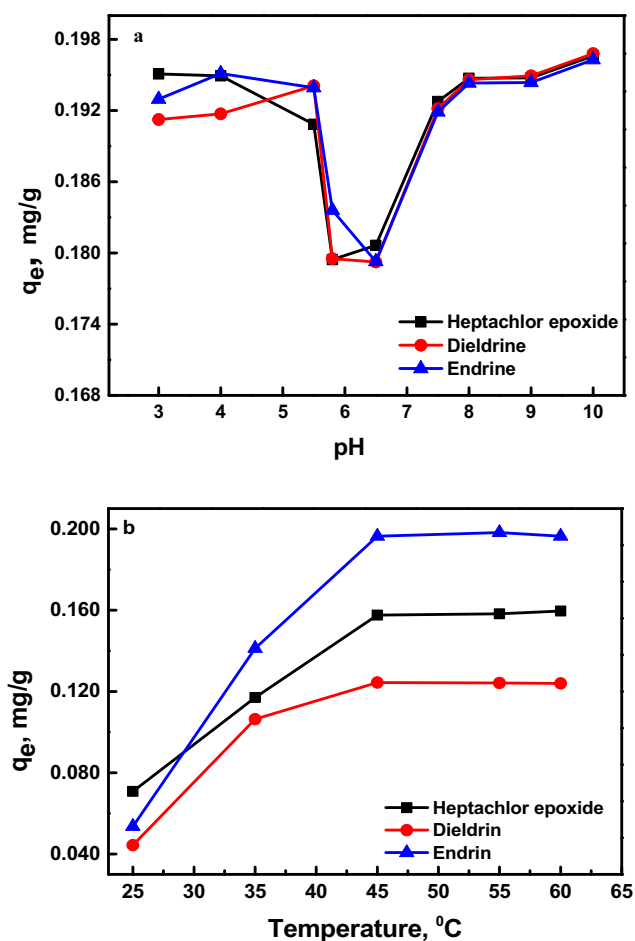 a
0.198
0.192
0.186
0.180
0.174
0.168
qe, mg/g
Heptachlor epoxide
Dieldrine
Endrine
3 4 5 6 7 8 9 10
pH
b
0.200
0.160
0.120
0.080
0.040
qe, mg/g
Heptachlor epoxide
Dieldrin
Endrin
25 30 35 40 45 50 55 60 65
Temperature, ⁰C